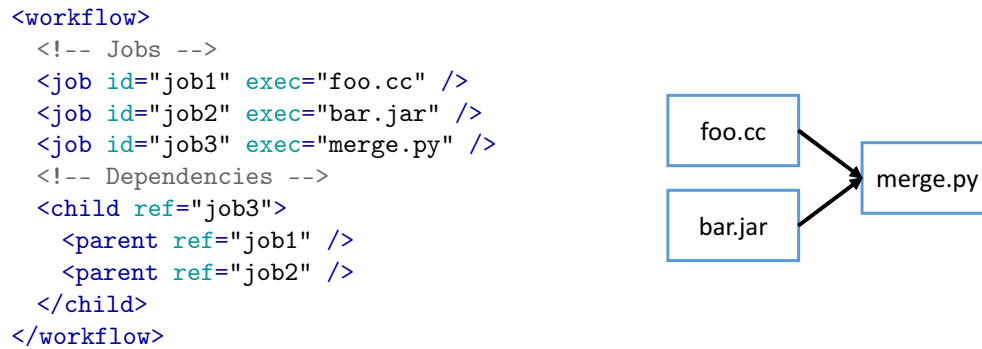 <workflow>
  <!-- Jobs -->
  <job id="job1" exec="foo.cc" />
  <job id="job2" exec="bar.jar" />
  <job id="job3" exec="merge.py" />
  <!-- Dependencies -->
  <child ref="job3">
    <parent ref="job1" />
    <parent ref="job2" />
  </child>
</workflow>
foo.cc
merge.py
bar.jar